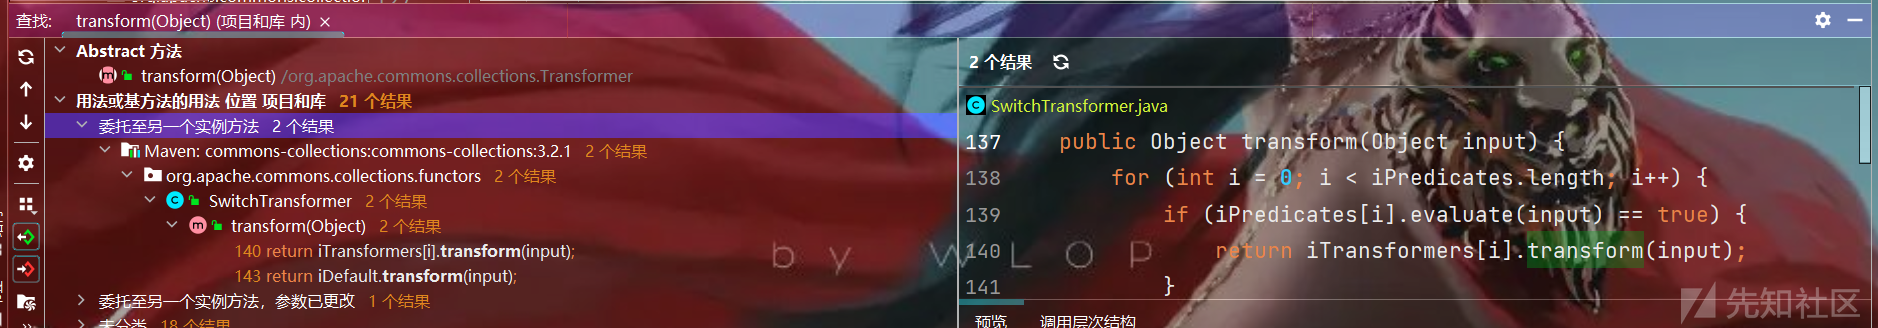 查找: transform(Object) (项目和库 内) ×
Abstract 方法
transform(Object) /org.apache.commons.collections.Transformer
用法或基方法的用法 位置 项目和库 21 个结果
委托至另一个实例方法 2 个结果
Maven: commons-collections:commons-collections:3.2.1 2 个结果
org.apache.commons.collections.functors 2 个结果
SwitchTransformer 2 个结果
transform(Object) 2 个结果
140 return iTransformers[i].transform(input);
143 return iDefault.transform(input);
委托至另一个实例方法，参数已更改 1 个结果
未分类 18 个结果
2 个结果
SwitchTransformer.java
137 public Object transform(Object input) {
138 for (int i = 0; i < iPredicates.length; i++) {
139 if (iPredicates[i].evaluate(input) == true) {
140 return iTransformers[i].transform(input);
141 }
预览 调用层次结构
by WLOP
先知社区